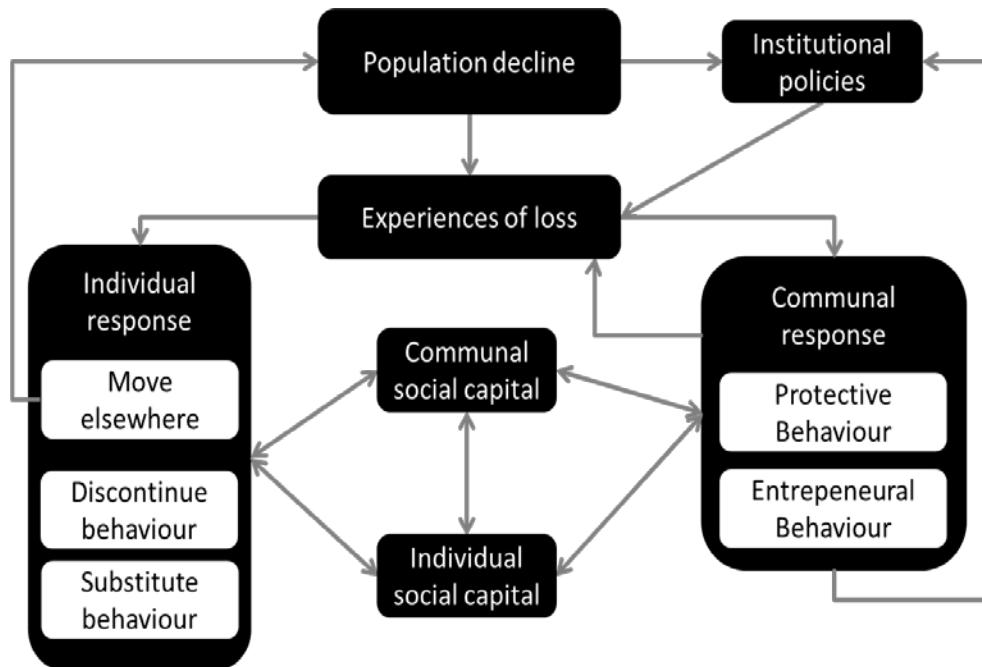 Population decline
Institutional
policies
Experiences of loss
Individual
response
Move
elsewhere
Discontinue
behaviour
Substitute
behaviour
Communal
social capital
Individual
social capital
Communal
response
Protective
Behaviour
Entrepeneural
Behaviour